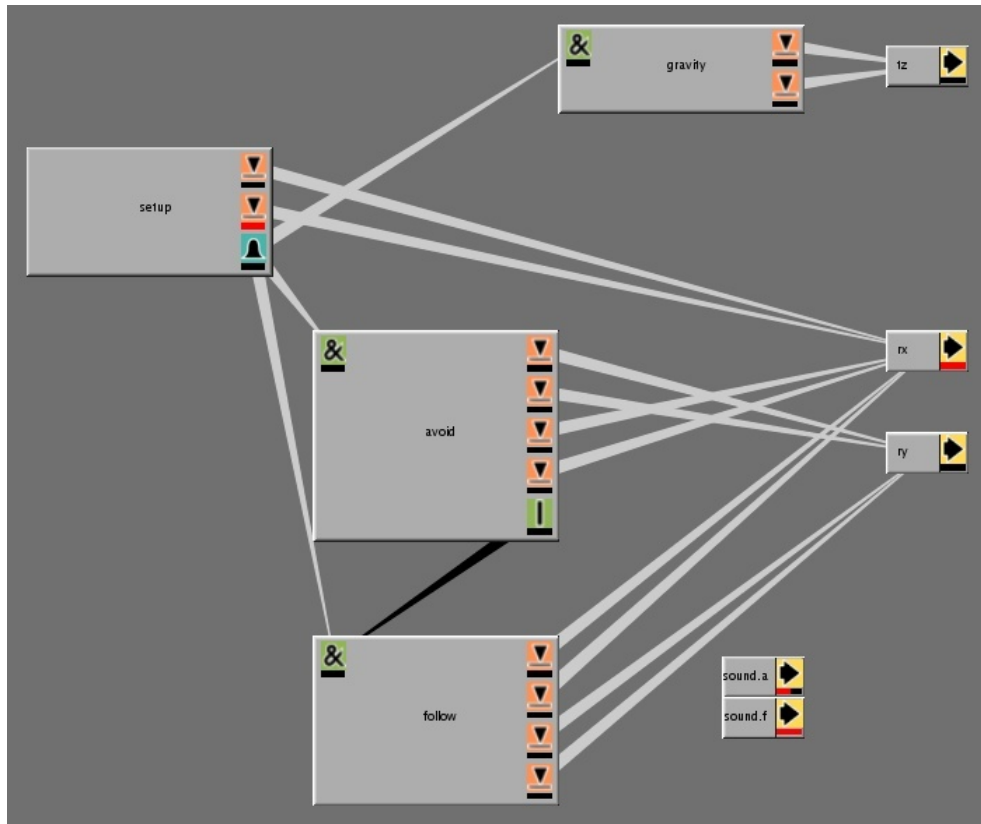 &
gravity
tz
setup
&
avoid
rx
ry
&
follow
sound.a
sound.f